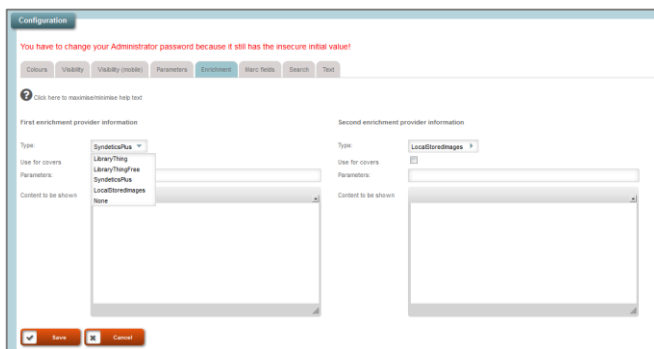 Configuration
You have to change your Administrator password because it still has the insecure initial value!
Colours Visibility Visibility (mobile) Parameters Enrichment Marc fields Search Text
Click here to maximise/minimise help text
First enrichment provider information Second enrichment provider information
Type: SyndeticsPlus Type: LocalStoredImages
LibraryThing
Use for covers Use for covers
LibraryThingFree
Parameters: SyndeticsPlus Parameters:
LocalStoredImages
Content to be shown Content to be shown
None
Save Cancel